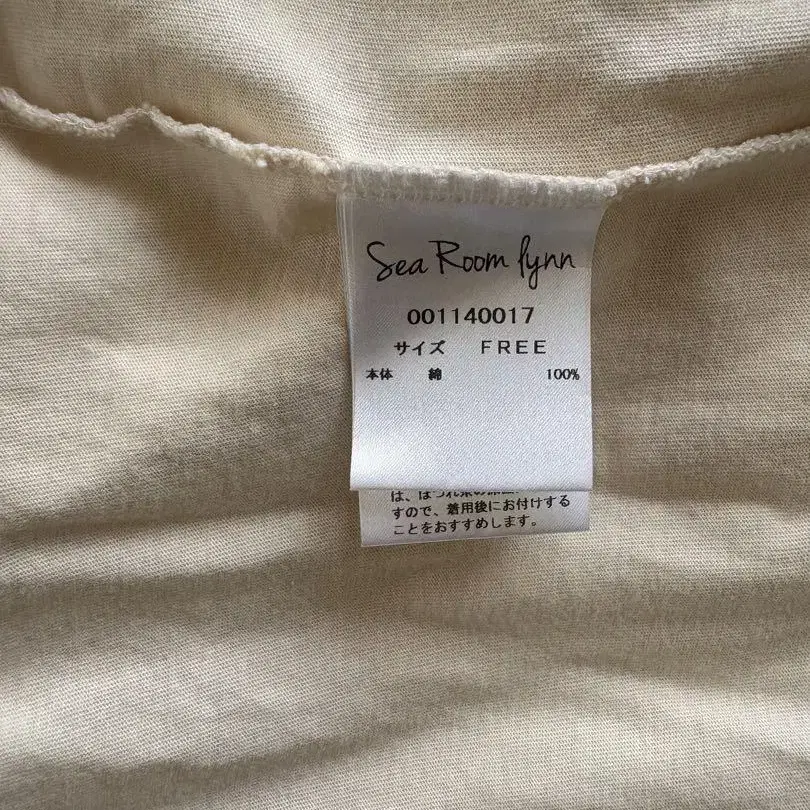 Sea Room lynn
001140017
サイズ FREE
本体 綿 100%
は、ほつれ
すので、着用後にお付けする
ことをおすすめします。